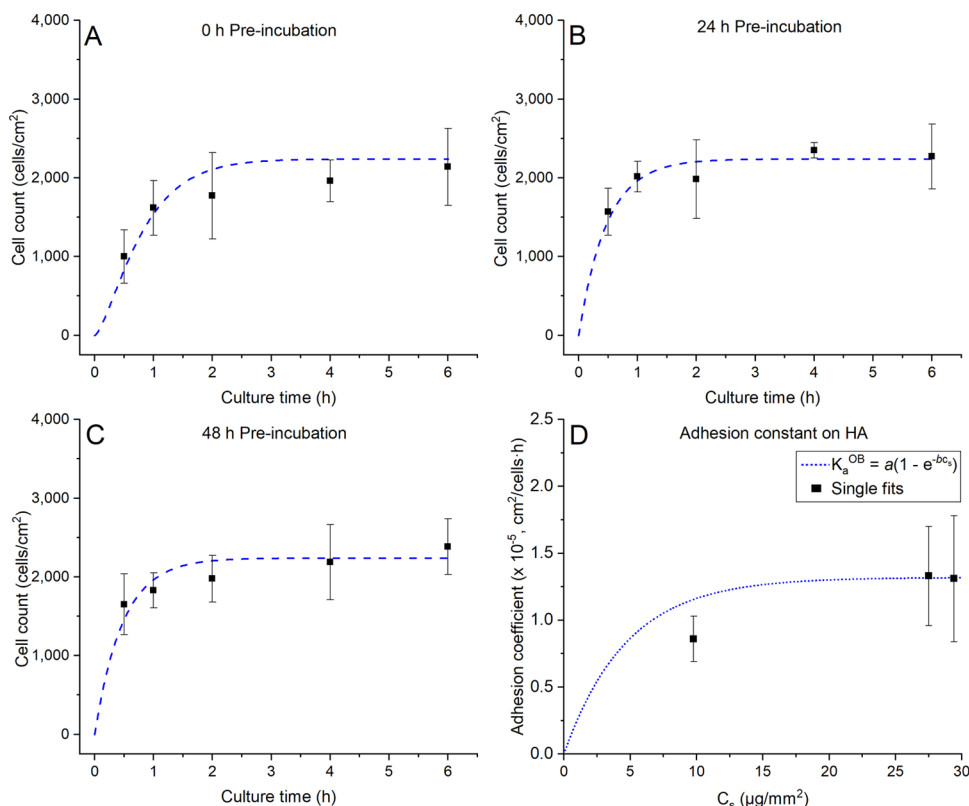 A
0 h Pre-incubation
4,000
3,000
2,000
1,000
0
Cell count (cells/cm²)
0 1 2 3 4 5 6
Culture time (h)
B
24 h Pre-incubation
4,000
3,000
2,000
1,000
0
Cell count (cells/cm²)
0 1 2 3 4 5 6
Culture time (h)
C
48 h Pre-incubation
4,000
3,000
2,000
1,000
0
Cell count (cells/cm²)
0 1 2 3 4 5 6
Culture time (h)
D
Adhesion constant on HA
Kₐᴼᴮ = a(1 - e^-bcₛ)
Single fits
2.5
2.0
1.5
1.0
0.5
0.0
Adhesion coefficient (x 10⁻⁵, cm²/cells·h)
0 5 10 15 20 25 30
Cₛ (µg/mm²)